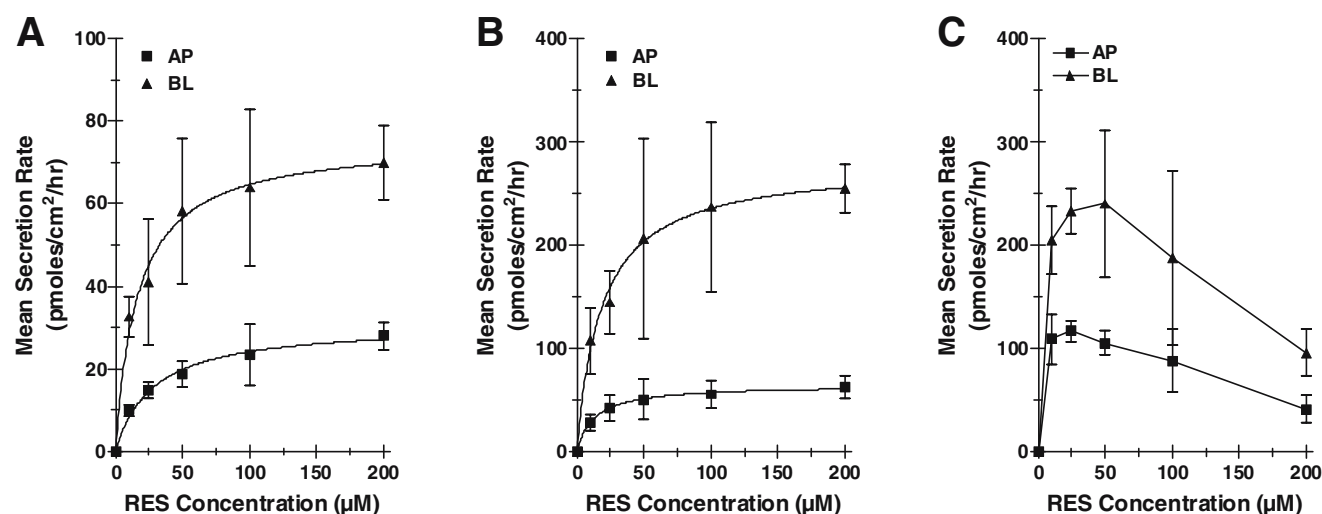 A
AP
BL
100
80
60
40
20
0
Mean Secretion Rate
(pmoles/cm²/hr)
0 50 100 150 200
RES Concentration (µM)
B
AP
BL
400
300
200
100
0
Mean Secretion Rate
(pmoles/cm²/hr)
0 50 100 150 200
RES Concentration (µM)
C
AP
BL
400
300
200
100
0
Mean Secretion Rate
(pmoles/cm²/hr)
0 50 100 150 200
RES Concentration (µM)